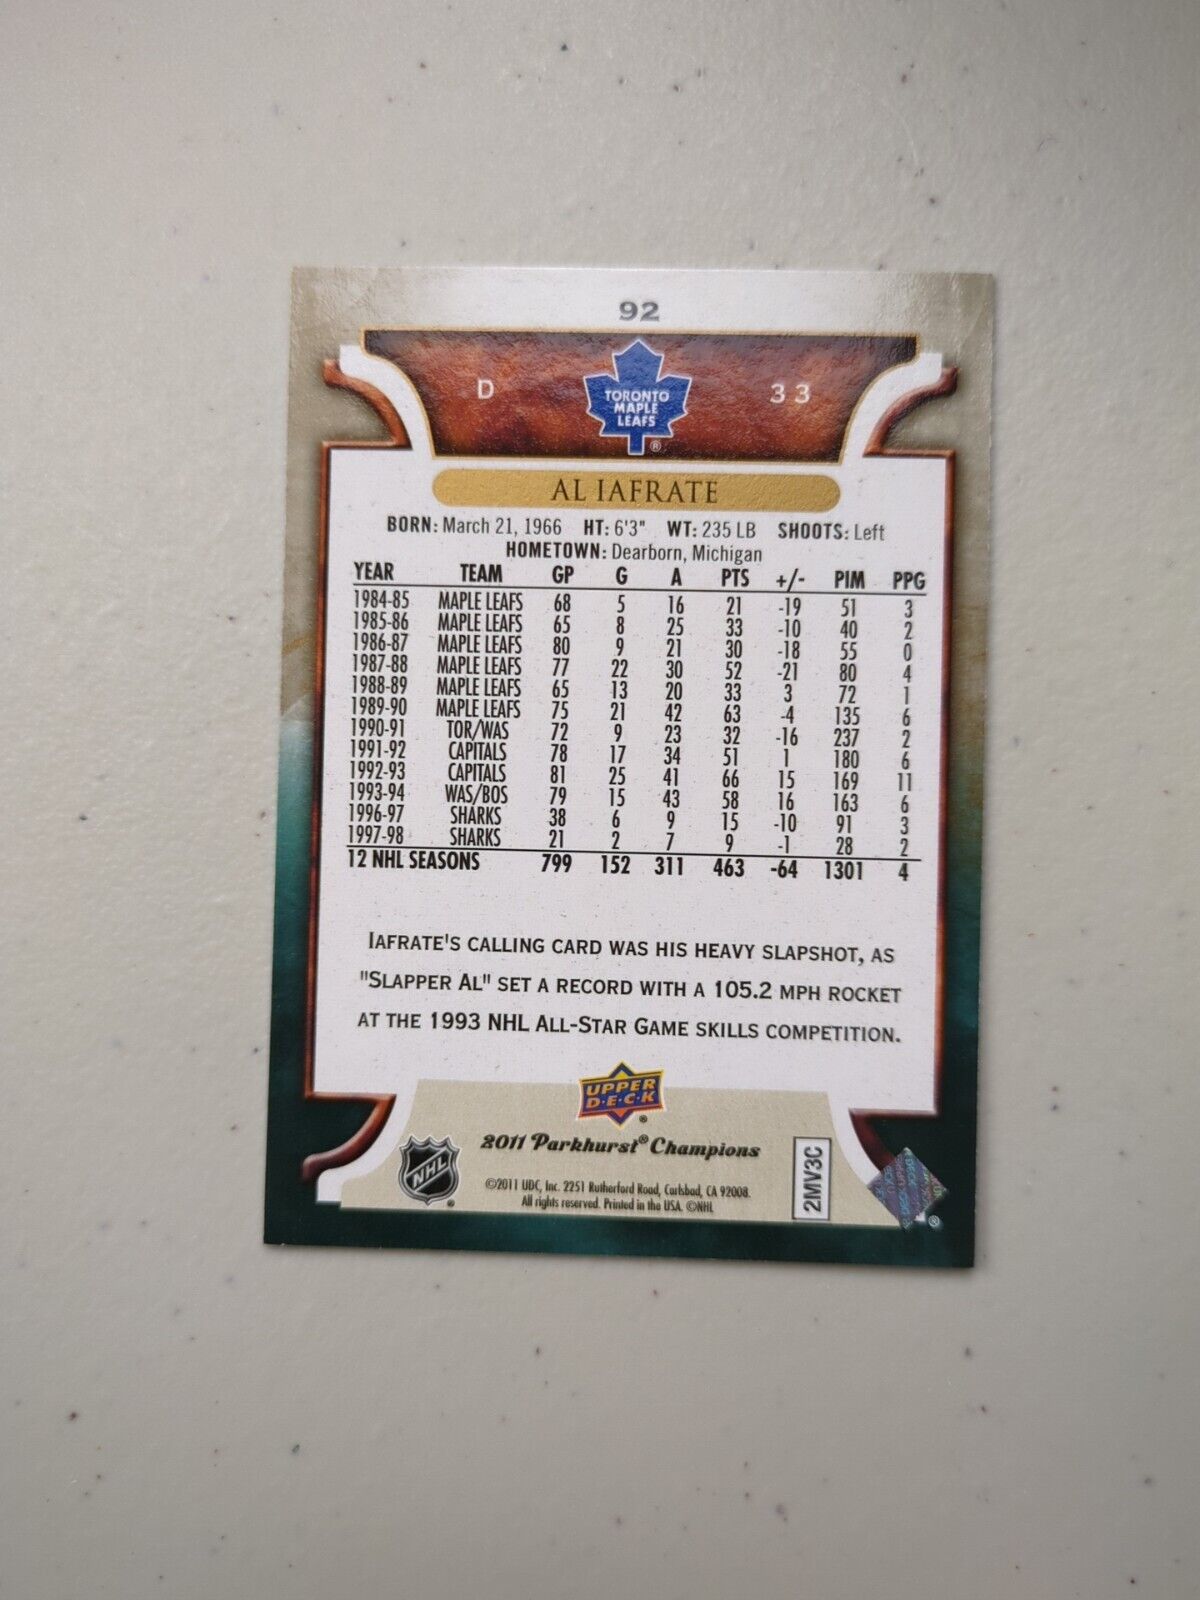 92
D
TORONTO
MAPLE
LEAFS
®
33
AL IAFRATE
BORN: March 21, 1966 HT: 6'3" WT: 235 LB SHOOTS: Left
HOMETOWN: Dearborn, Michigan
YEAR TEAM GP G A PTS +/- PIM PPG
1984-85 MAPLE LEAFS 68 5 16 21 -19 51 3
1985-86 MAPLE LEAFS 65 8 25 33 -10 40 2
1986-87 MAPLE LEAFS 80 9 21 30 -18 55 0
1987-88 MAPLE LEAFS 77 22 30 52 -21 80 4
1988-89 MAPLE LEAFS 65 13 20 33 3 72 1
1989-90 MAPLE LEAFS 75 21 42 63 -4 135 6
1990-91 TOR/WAS 72 9 23 32 -16 237 2
1991-92 CAPITALS 78 17 34 51 1 180 6
1992-93 CAPITALS 81 25 41 66 15 169 11
1993-94 WAS/BOS 79 15 43 58 16 163 6
1996-97 SHARKS 38 6 9 15 -10 91 3
1997-98 SHARKS 21 2 7 9 -1 28 2
12 NHL SEASONS 799 152 311 463 -64 1301 4
IAFRATE'S CALLING CARD WAS HIS HEAVY SLAPSHOT, AS
"SLAPPER AL" SET A RECORD WITH A 105.2 MPH ROCKET
AT THE 1993 NHL ALL-STAR GAME SKILLS COMPETITION.
UPPER
D·E·C·K
®
2011 Parkhurst® Champions
NHL
®
©2011 UDC, Inc. 2251 Rutherford Road, Carlsbad, CA 92008.
All rights reserved. Printed in the USA. ©NHL
2MV3C
®